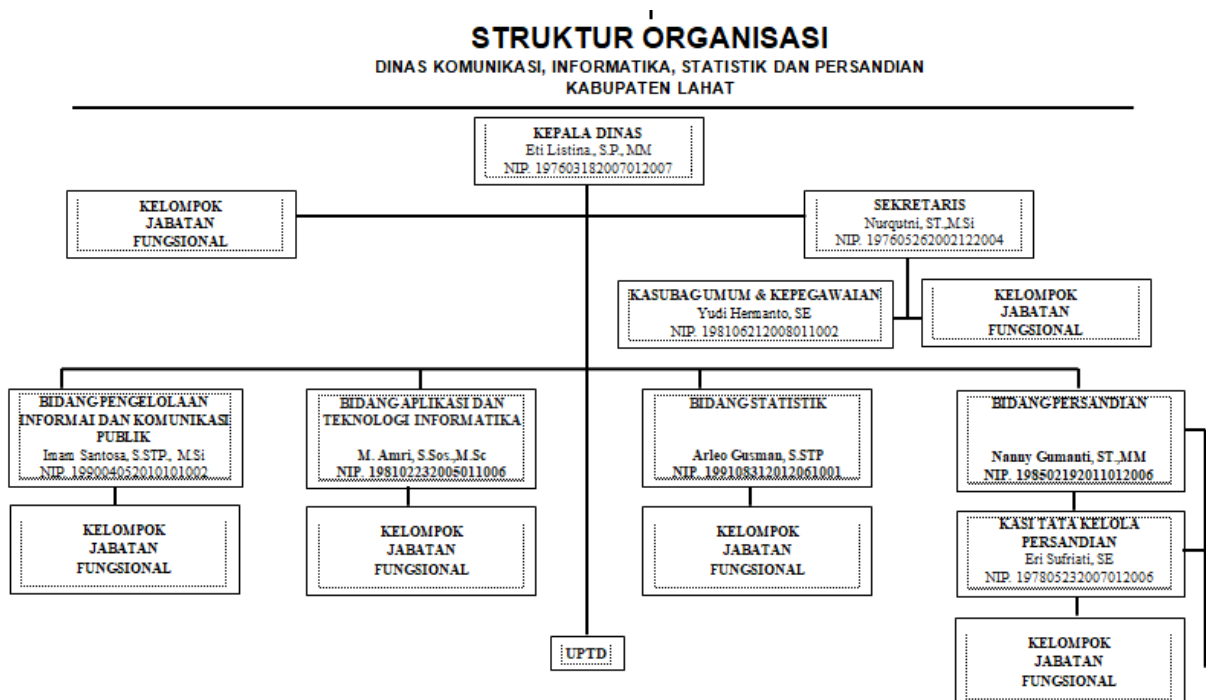 STRUKTUR ORGANISASI
DINAS KOMUNIKASI, INFORMATIKA, STATISTIK DAN PERSANDIAN
KABUPATEN LAHAT
KEPALA DINAS
Eti Listina., S.P., MM
NIP. 197603182007012007
KELOMPOK
JABATAN
FUNGSIONAL
SEKRETARIS
Nurqutni, ST.,M.Si
NIP. 197605262002122004
KASUBAG UMUM & KEPEGAWAIAN
Yudi Hermanto, SE
NIP. 198106212008011002
KELOMPOK
JABATAN
FUNGSIONAL
BIDANG PENGELOLAAN
INFORMAI DAN KOMUNIKASI
PUBLIK
Imam Santosa, S.STP., M.Si
NIP. 199004052010101002
BIDANG APLIKASI DAN
TEKNOLOGI INFORMATIKA
M. Amri, S.Sos.,M.Sc
NIP. 198102232005011006
BIDANG STATISTIK
Arleo Gusman, S.STP
NIP. 199108312012061001
BIDANG PERSANDIAN
Nanny Gumanti, ST.,MM
NIP. 198502192011012006
KELOMPOK
JABATAN
FUNGSIONAL
KELOMPOK
JABATAN
FUNGSIONAL
KELOMPOK
JABATAN
FUNGSIONAL
KASI TATA KELOLA
PERSANDIAN
Eri Sufriati, SE
NIP. 197805232007012006
UPTD
KELOMPOK
JABATAN
FUNGSIONAL